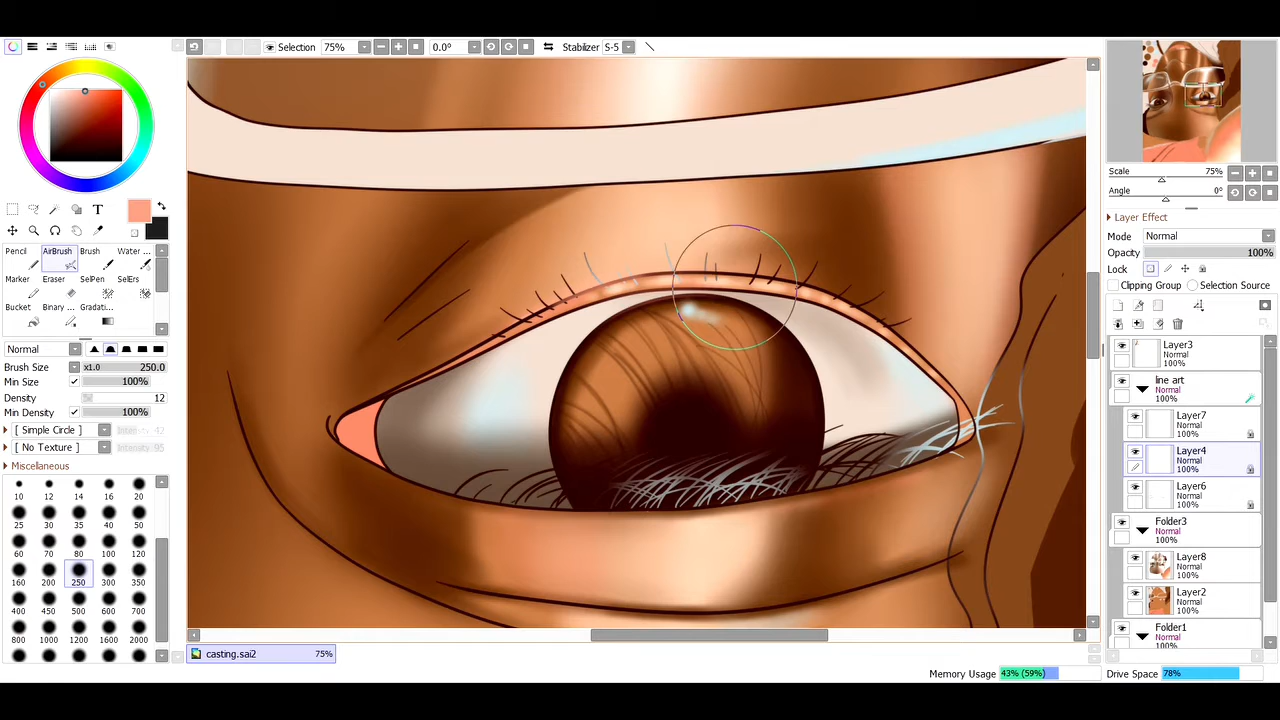 Selection 75% 0.0° Stabilizer S-5
Scale 75%
Angle 0°
Layer Effect
Mode Normal
Opacity 100%
Lock
Clipping Group Selection Source
T
Pencil AirBrush Brush Water ...
Marker Eraser SelPen SelErs
Bucket Binary ... Gradati...
Normal
Brush Size x1.0 250.0
Min Size 100%
Density 12
Min Density 100%
[ Simple Circle ] Intensity 42
[ No Texture ] Intensity 95
Miscellaneous
10 12 14 16 20
25 30 35 40 50
60 70 80 100 120
160 200 250 300 350
400 450 500 600 700
800 1000 1200 1600 2000
Layer3
Normal
100%
line art
Normal
100%
Layer7
Normal
100%
Layer4
Normal
100%
Layer6
Normal
100%
Folder3
Normal
100%
Layer8
Normal
100%
Layer2
Normal
100%
Folder1
Normal
casting.sai2 75%
Memory Usage 43% (59%) Drive Space 78%